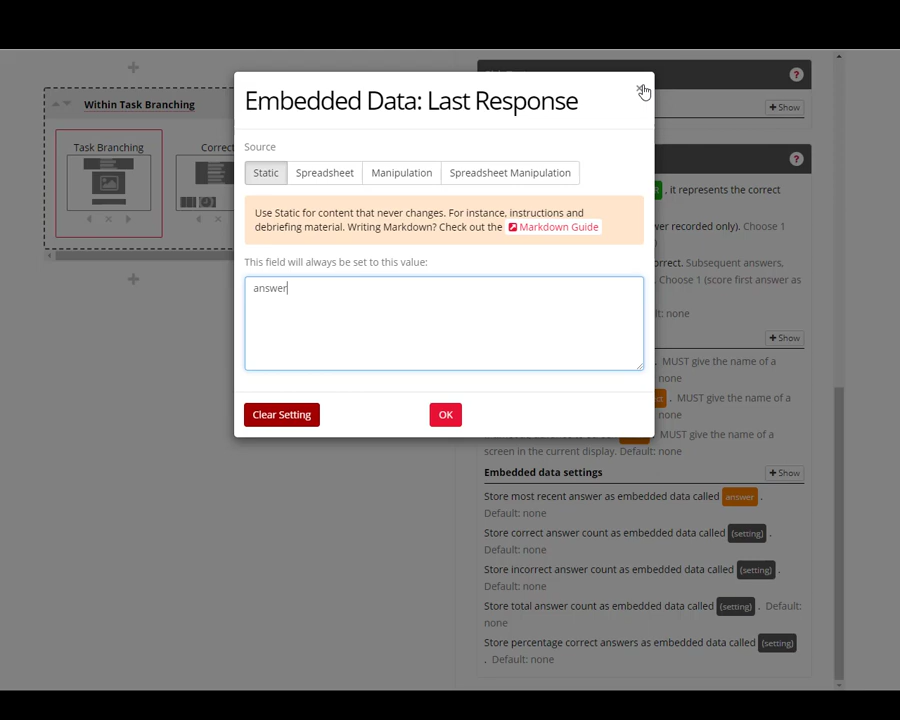 Within Task Branching
Task Branching
Correct
Embedded Data: Last Response
Source
Static
Spreadsheet
Manipulation
Spreadsheet Manipulation
Use Static for content that never changes. For instance, instructions and
debriefing material. Writing Markdown? Check out the Markdown Guide
This field will always be set to this value:
answer
Clear Setting
OK
?
+ Show
?
, it represents the correct
wer recorded only). Choose 1
orrect. Subsequent answers,
. Choose 1 (score first answer as
ult: none
+ Show
. MUST give the name of a
none
. MUST give the name of a
none
. MUST give the name of a
screen in the current display. Default: none
Embedded data settings
+ Show
Store most recent answer as embedded data called answer .
Default: none
Store correct answer count as embedded data called (setting) .
Default: none
Store incorrect answer count as embedded data called (setting) .
Default: none
Store total answer count as embedded data called (setting) . Default:
none
Store percentage correct answers as embedded data called (setting)
. Default: none